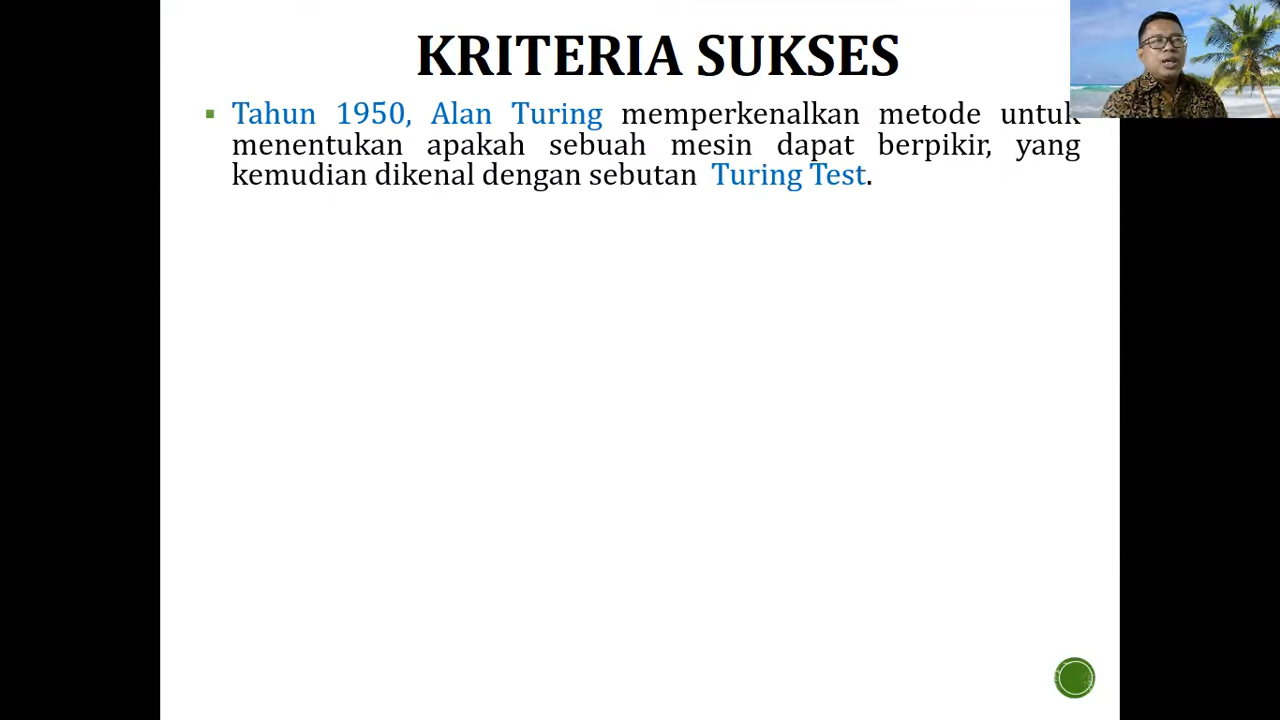 KRITERIA SUKSES
Tahun 1950, Alan Turing memperkenalkan metode untuk
menentukan apakah sebuah mesin dapat berpikir, yang
kemudian dikenal dengan sebutan Turing Test.